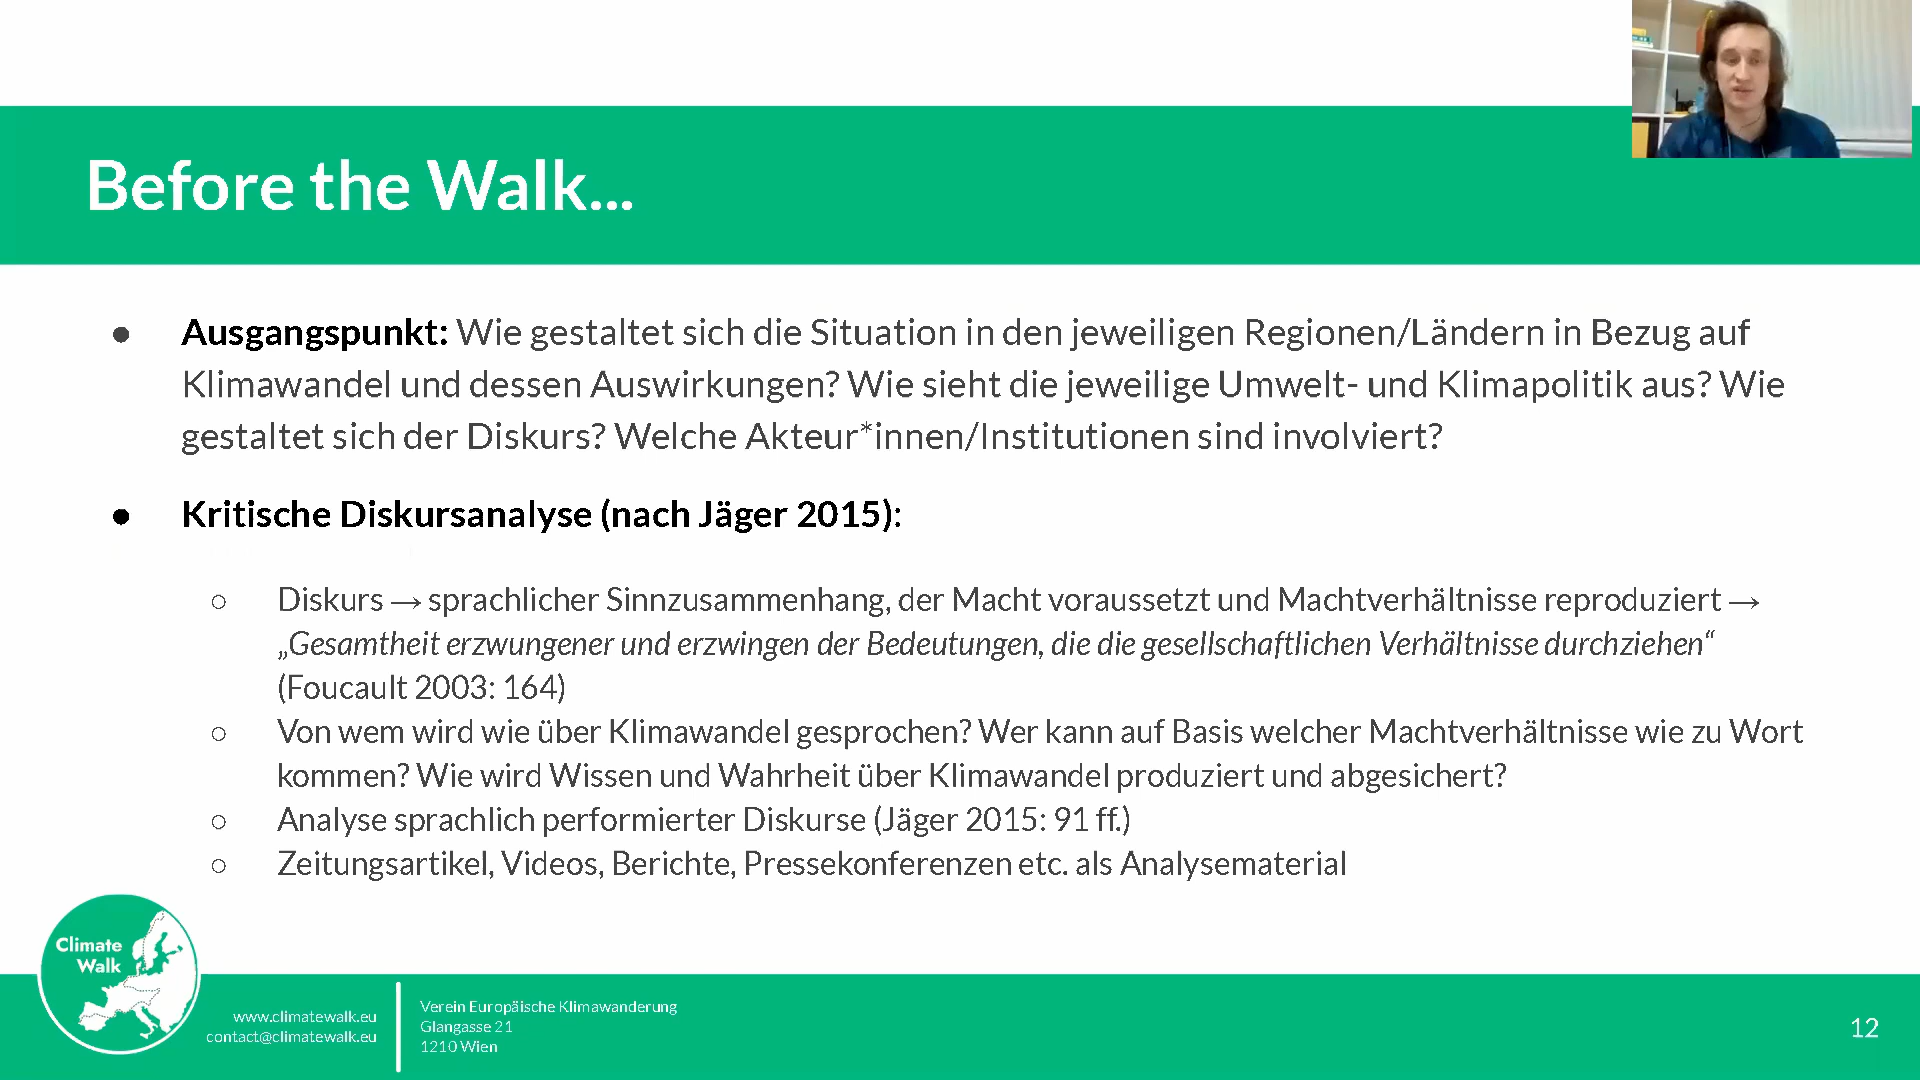 Before the Walk...
● Ausgangspunkt: Wie gestaltet sich die Situation in den jeweiligen Regionen/Ländern in Bezug auf
Klimawandel und dessen Auswirkungen? Wie sieht die jeweilige Umwelt- und Klimapolitik aus? Wie
gestaltet sich der Diskurs? Welche Akteur*innen/Institutionen sind involviert?
● Kritische Diskursanalyse (nach Jäger 2015):
○ Diskurs → sprachlicher Sinnzusammenhang, der Macht voraussetzt und Machtverhältnisse reproduziert →
„Gesamtheit erzwungener und erzwingen der Bedeutungen, die die gesellschaftlichen Verhältnisse durchziehen“
(Foucault 2003: 164)
○ Von wem wird wie über Klimawandel gesprochen? Wer kann auf Basis welcher Machtverhältnisse wie zu Wort
kommen? Wie wird Wissen und Wahrheit über Klimawandel produziert und abgesichert?
○ Analyse sprachlich performierter Diskurse (Jäger 2015: 91 ff.)
○ Zeitungsartikel, Videos, Berichte, Pressekonferenzen etc. als Analysematerial
Climate
Walk
www.climatewalk.eu
contact@climatewalk.eu
Verein Europäische Klimawanderung
Glangasse 21
1210 Wien
12